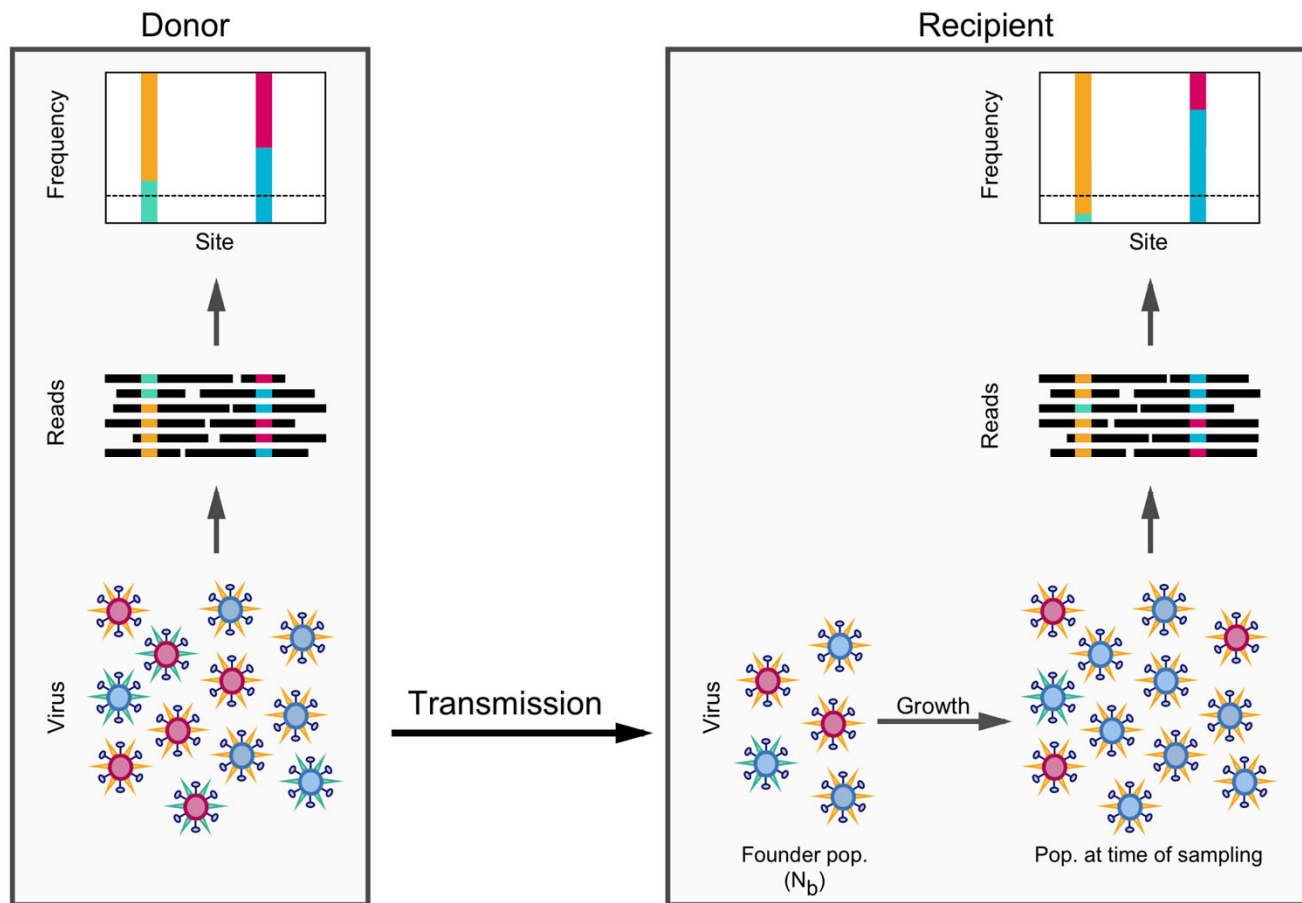 Donor
Frequency
Site
Reads
Virus
Transmission
Recipient
Frequency
Site
Reads
Virus
Growth
Founder pop.
(Nb)
Pop. at time of sampling